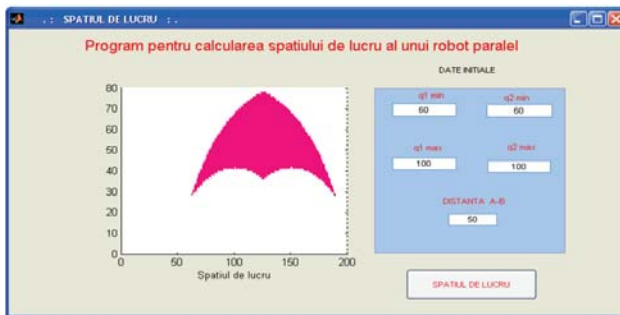 .: SPATIUL DE LUCRU :.
Program pentru calcularea spatiului de lucru al unui robot paralel
DATE INITIALE
q1 min
q2 min
60
60
q1 max
q2 max
100
100
DISTANTA A-B
50
SPATIUL DE LUCRU
80
70
60
50
40
30
20
10
0
0
50
100
150
200
Spatiul de lucru